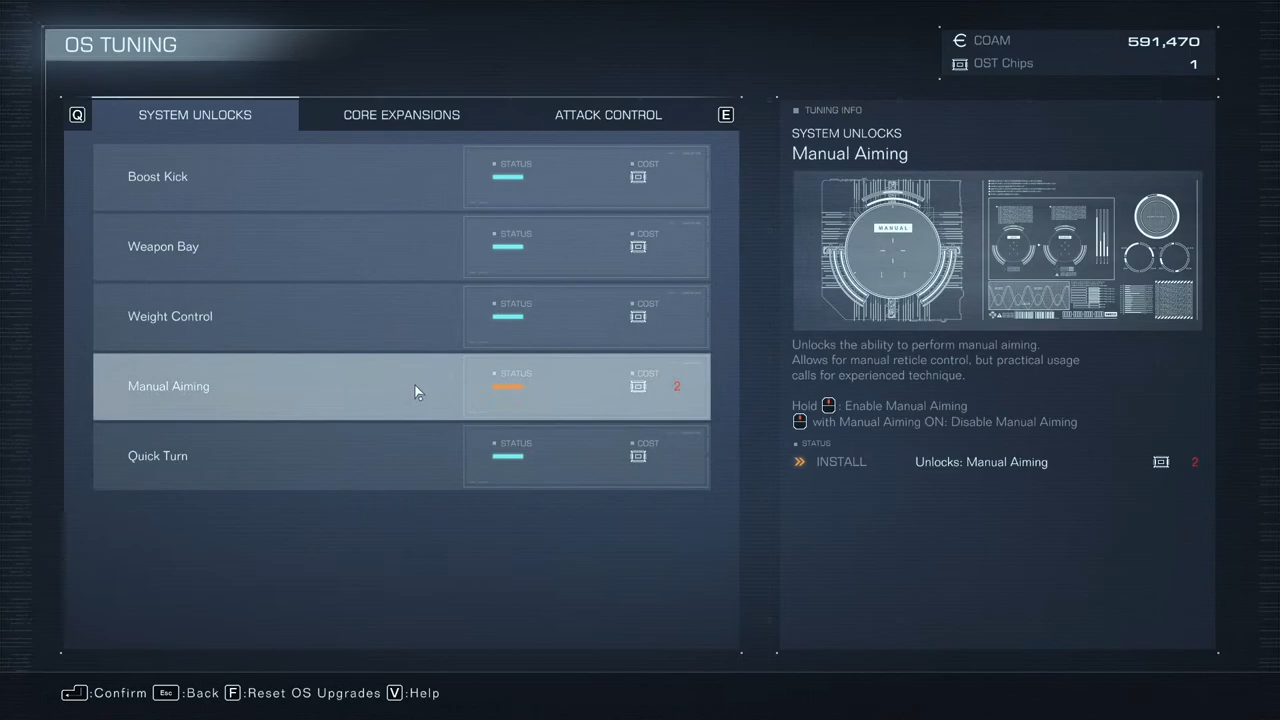 OS TUNING
COAM 591,470
OST Chips 1
Q SYSTEM UNLOCKS CORE EXPANSIONS ATTACK CONTROL E
Boost Kick STATUS COST
Weapon Bay STATUS COST
Weight Control STATUS COST
Manual Aiming STATUS COST 2
Quick Turn STATUS COST
TUNING INFO
SYSTEM UNLOCKS
Manual Aiming
MANUAL
Unlocks the ability to perform manual aiming.
Allows for manual reticle control, but practical usage
calls for experienced technique.
Hold : Enable Manual Aiming
with Manual Aiming ON: Disable Manual Aiming
STATUS
INSTALL Unlocks: Manual Aiming 2
:Confirm Esc :Back F :Reset OS Upgrades V :Help